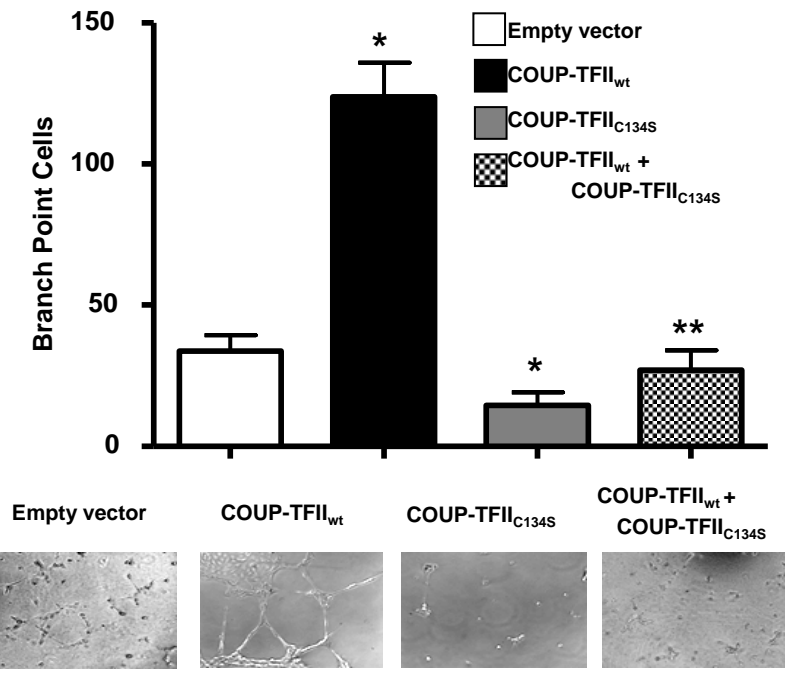 150
100
50
0
Branch Point Cells
*
*
**
Empty vector
COUP-TFIIwt
COUP-TFIIC134S
COUP-TFIIwt +
COUP-TFIIC134S
Empty vector
COUP-TFIIwt
COUP-TFIIC134S
COUP-TFIIwt +
COUP-TFIIC134S